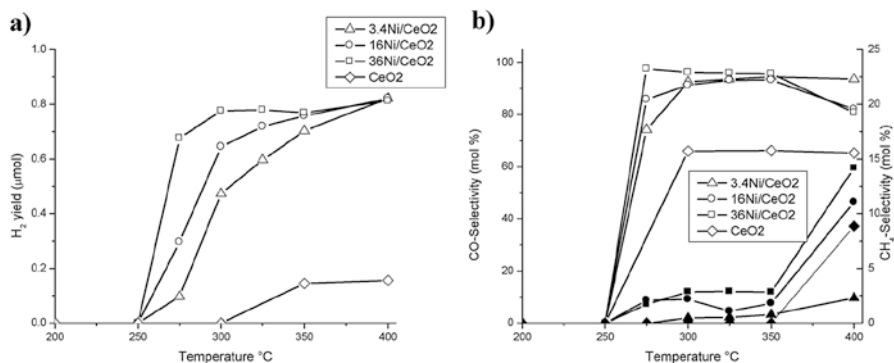 a)
3.4Ni/CeO2
16Ni/CeO2
36Ni/CeO2
CeO2
1.0
0.8
0.6
0.4
0.2
0.0
H2 yield (µmol)
200
250
300
350
400
Temperature °C
b)
100
80
60
40
20
0
CO-Selectivity (mol %)
3.4Ni/CeO2
16Ni/CeO2
36Ni/CeO2
CeO2
25
20
15
10
5
0
CH4-Selectivity (mol %)
200
250
300
350
400
Temperature °C